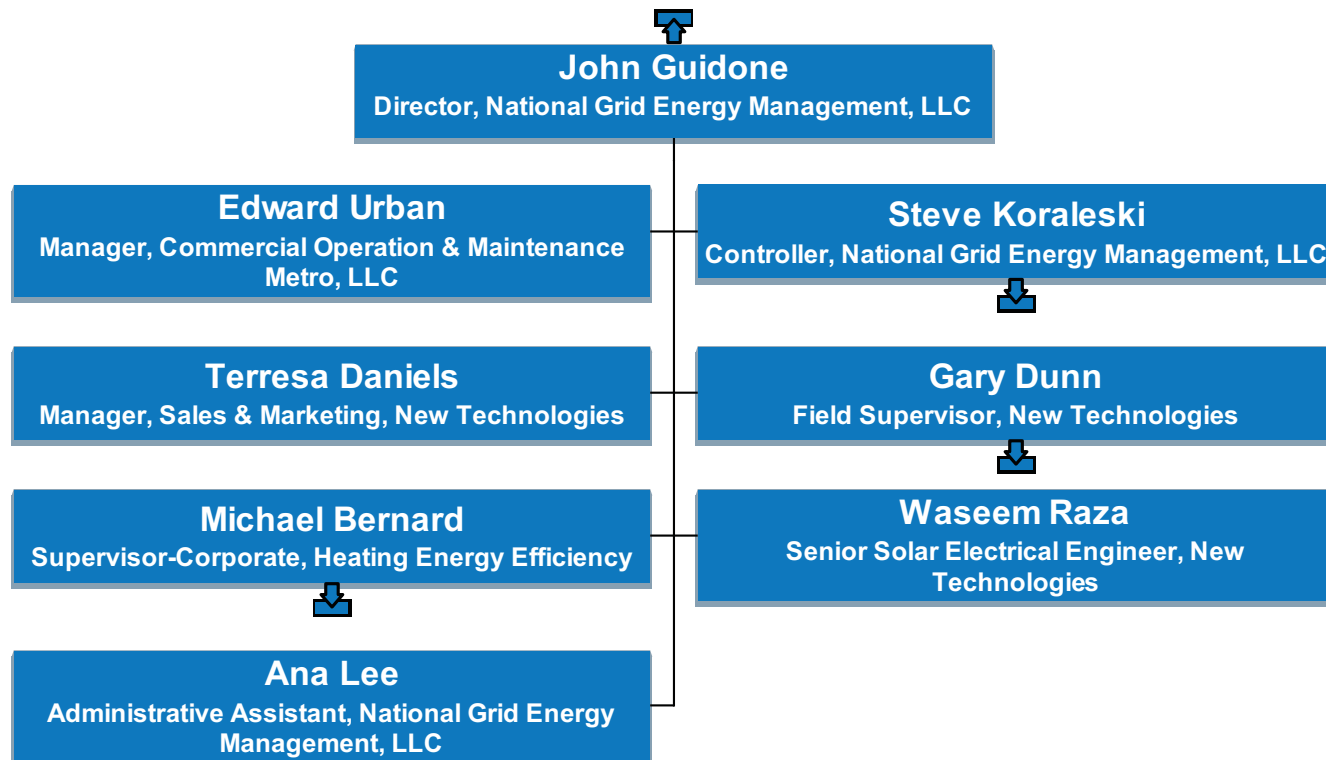 John Guidone
Director, National Grid Energy Management, LLC
Edward Urban
Manager, Commercial Operation & Maintenance
Metro, LLC
Steve Koraleski
Controller, National Grid Energy Management, LLC
Terresa Daniels
Manager, Sales & Marketing, New Technologies
Gary Dunn
Field Supervisor, New Technologies
Michael Bernard
Supervisor-Corporate, Heating Energy Efficiency
Waseem Raza
Senior Solar Electrical Engineer, New
Technologies
Ana Lee
Administrative Assistant, National Grid Energy
Management, LLC